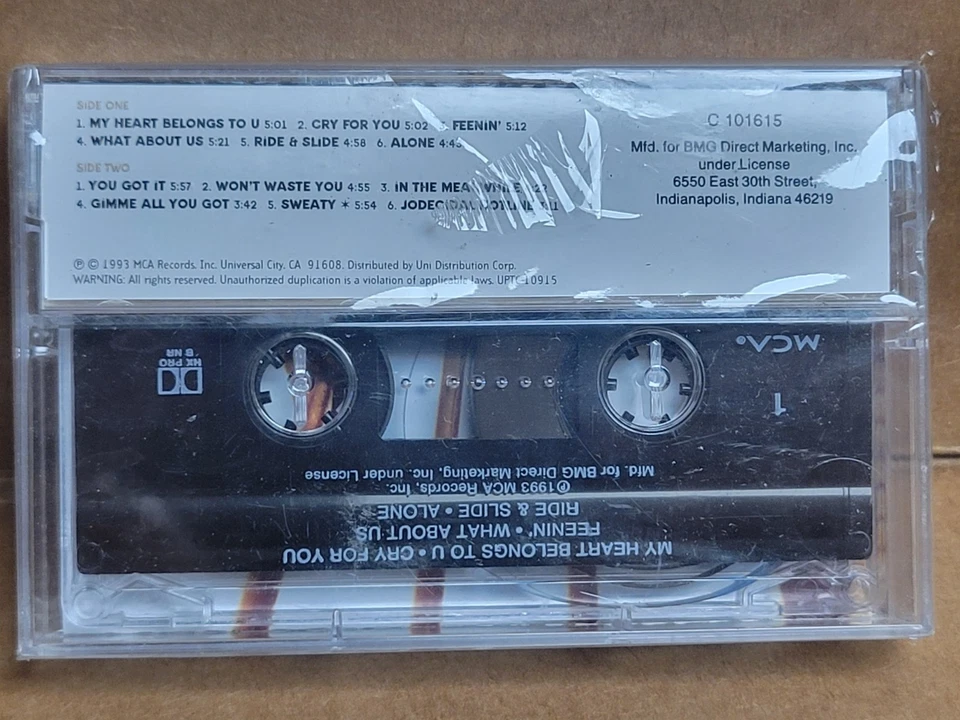 SIDE ONE
1. MY HEART BELONGS TO U 5:01 2. CRY FOR YOU 5:02 3. FEENIN' 5:12
4. WHAT ABOUT US 5:21 5. RIDE & SLIDE 4:58 6. ALONE
SIDE TWO
1. YOU GOT IT 5:57 2. WON'T WASTE YOU 4:55 3. IN THE MEANWHILE
4. GIMME ALL YOU GOT 3:42 5. SWEATY ✶ 5:54 6. JODECIDAL HOTLINE
℗ © 1993 MCA Records, Inc. Universal City, CA 91608. Distributed by Uni Distribution Corp.
WARNING: All rights reserved. Unauthorized duplication is a violation of applicable laws. UPTC-10915
C 101615
Mfd. for BMG Direct Marketing, Inc.
under License
6550 East 30th Street,
Indianapolis, Indiana 46219
MCA®
1
HX PRO
B NR
Mfd. for BMG Direct Marketing, Inc. under License
℗1993 MCA Records, Inc.
MY HEART BELONGS TO U • CRY FOR YOU
FEENIN' • WHAT ABOUT US
RIDE & SLIDE • ALONE